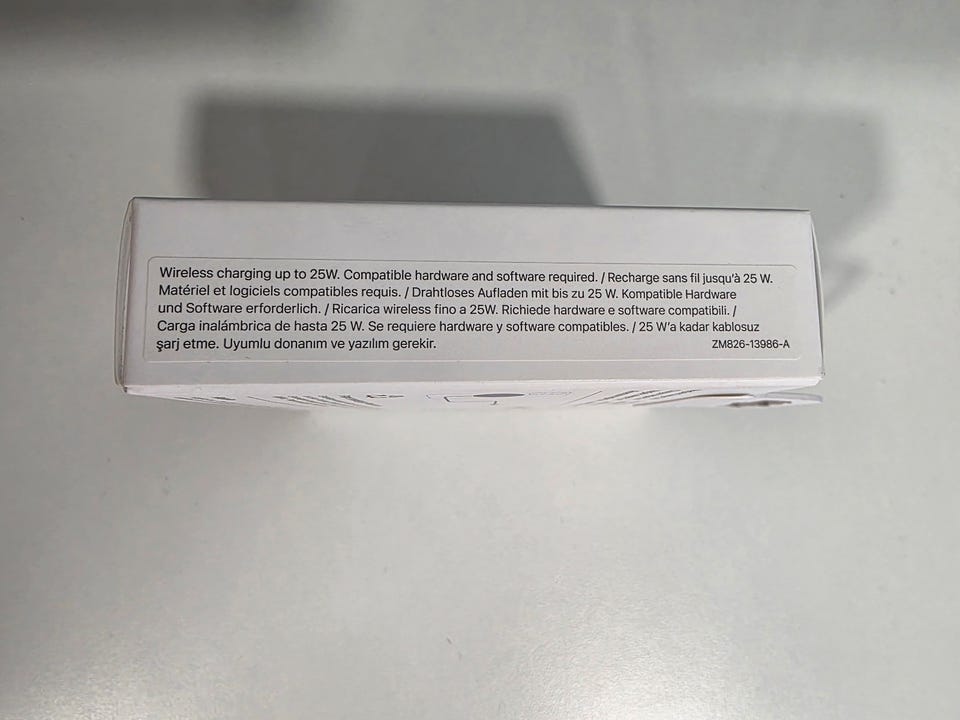 Wireless charging up to 25W. Compatible hardware and software required. / Recharge sans fil jusqu'à 25 W.
Matériel et logiciels compatibles requis. / Drahtloses Aufladen mit bis zu 25 W. Kompatible Hardware
und Software erforderlich. / Ricarica wireless fino a 25W. Richiede hardware e software compatibili. /
Carga inalámbrica de hasta 25 W. Se requiere hardware y software compatibles. / 25 W'a kadar kablosuz
şarj etme. Uyumlu donanım ve yazılım gerekir. ZM826-13986-A